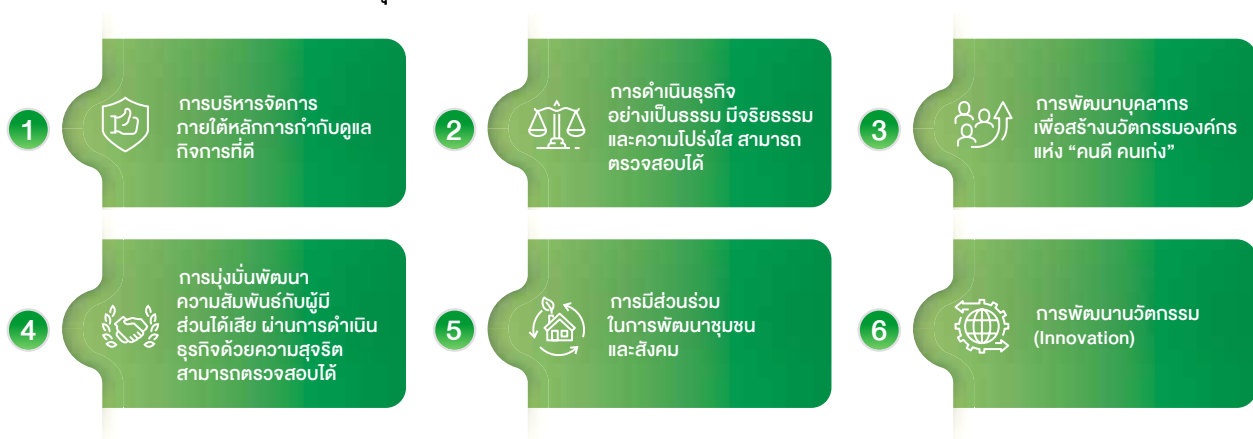 1
การบริหารจัดการ
ภายใต้หลักการกำกับดูแล
กิจการที่ดี
2
การดำเนินธุรกิจ
อย่างเป็นธรรม มีจริยธรรม
และความโปร่งใส สามารถ
ตรวจสอบได้
3
การพัฒนาบุคลากร
เพื่อสร้างนวัตกรรมองค์กร
แห่ง “คนดี คนเก่ง”
4
การมุ่งมั่นพัฒนา
ความสัมพันธ์กับผู้มี
ส่วนได้เสีย ผ่านการดำเนิน
ธุรกิจด้วยความสุจริต
สามารถตรวจสอบได้
5
การมีส่วนร่วม
ในการพัฒนาชุมชน
และสังคม
6
การพัฒนานวัตกรรม
(Innovation)